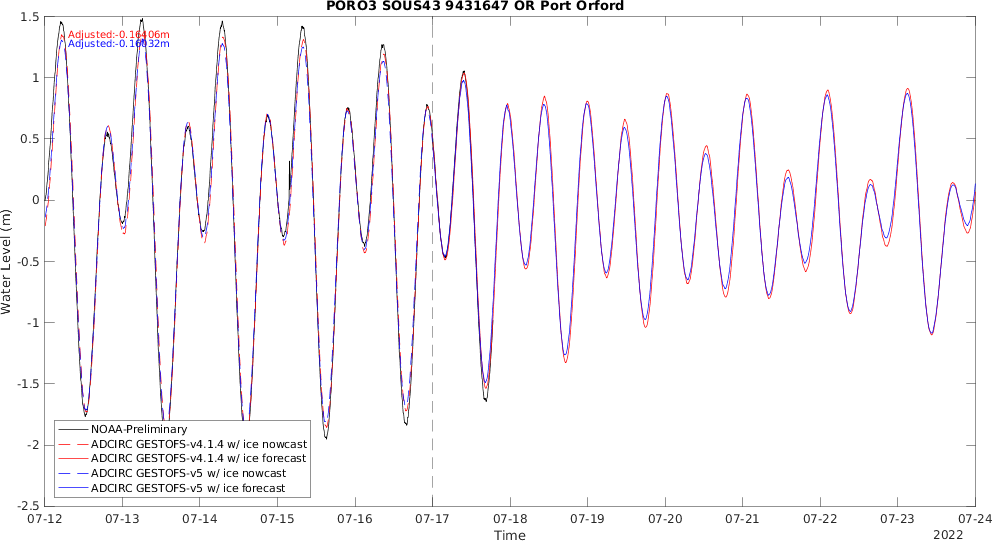 PORO3 SOUS43 9431647 OR Port Orford
1.5
1
0.5
0
-0.5
-1
-1.5
-2
-2.5
Water Level (m)
Adjusted:-0.16406m
NOAA-Preliminary
ADCIRC GESTOFS-v4.1.4 w/ ice nowcast
ADCIRC GESTOFS-v4.1.4 w/ ice forecast
ADCIRC GESTOFS-v5 w/ ice nowcast
ADCIRC GESTOFS-v5 w/ ice forecast
07-12 07-13 07-14 07-15 07-16 07-17 07-18 07-19 07-20 07-21 07-22 07-23 07-24
Time
2022